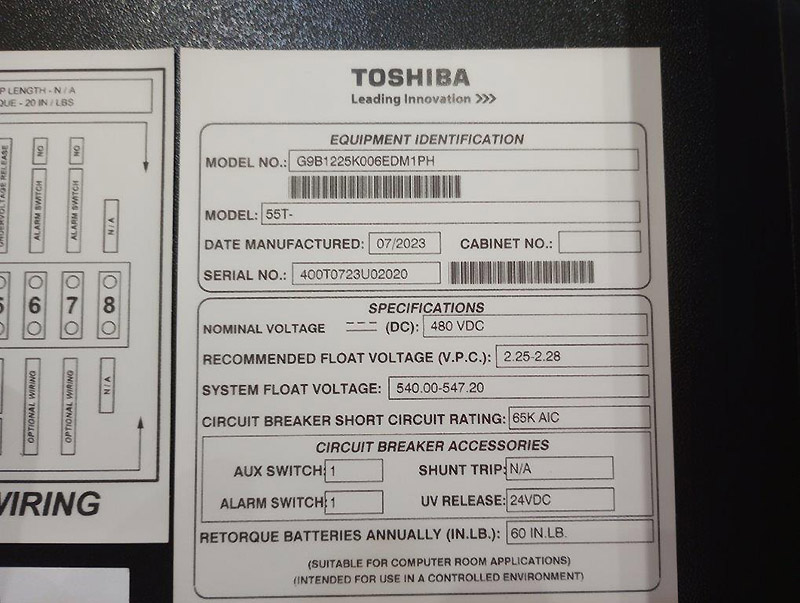 P LENGTH - N / A
QUE - 20 IN / LBS
ALARM SWITCH
NO
ALARM SWITCH
NO
N / A
6
7
8
OPTIONAL WIRING
OPTIONAL WIRING
N / A
WIRING
TOSHIBA
Leading Innovation >>>
EQUIPMENT IDENTIFICATION
MODEL NO.: G9B1225K006EDM1PH
MODEL: 55T-
DATE MANUFACTURED: 07/2023 CABINET NO.:
SERIAL NO.: 400T0723U02020
SPECIFICATIONS
NOMINAL VOLTAGE (DC): 480 VDC
RECOMMENDED FLOAT VOLTAGE (V.P.C.): 2.25-2.28
SYSTEM FLOAT VOLTAGE: 540.00-547.20
CIRCUIT BREAKER SHORT CIRCUIT RATING: 65K AIC
CIRCUIT BREAKER ACCESSORIES
AUX SWITCH: 1 SHUNT TRIP: N/A
ALARM SWITCH: 1 UV RELEASE: 24VDC
RETORQUE BATTERIES ANNUALLY (IN.LB.): 60 IN.LB.
(SUITABLE FOR COMPUTER ROOM APPLICATIONS)
(INTENDED FOR USE IN A CONTROLLED ENVIRONMENT)